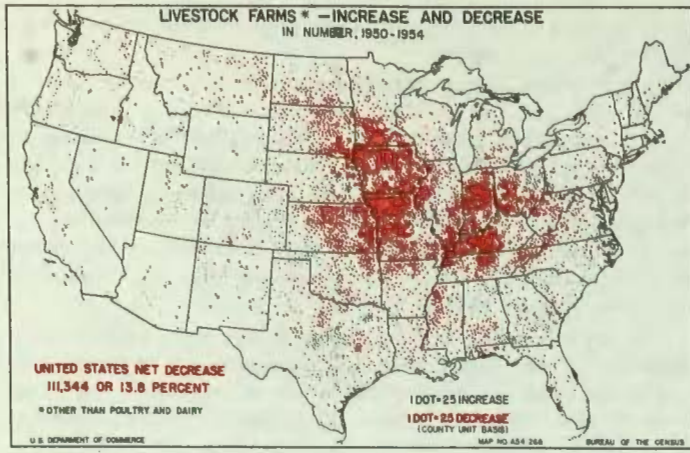 LIVESTOCK FARMS* —INCREASE AND DECREASE
IN NUMBER, 1950-1954
UNITED STATES NET DECREASE
111,344 OR 13.8 PERCENT
*OTHER THAN POULTRY AND DAIRY
1 DOT=25 INCREASE
1 DOT=25 DECREASE
(COUNTY UNIT BASIS)
U.S. DEPARTMENT OF COMMERCE
MAP NO. A54 268
BUREAU OF THE CENSUS